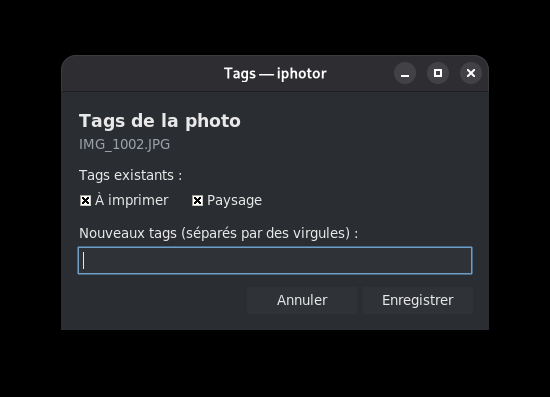 Tags — iphotor
Tags de la photo
IMG_1002.JPG
Tags existants :
À imprimer Paysage
Nouveaux tags (séparés par des virgules) :
Annuler Enregistrer